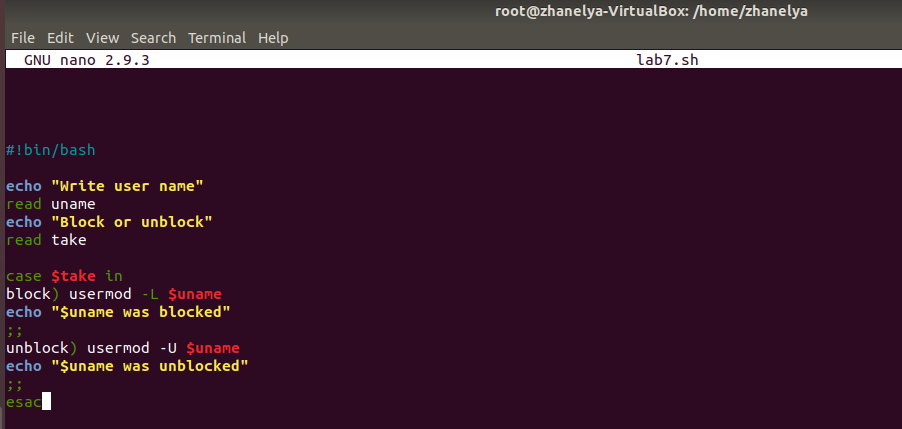 root@zhanelya-VirtualBox: /home/zhanelya
File Edit View Search Terminal Help
GNU nano 2.9.3 lab7.sh
#!bin/bash
echo "Write user name"
read uname
echo "Block or unblock"
read take
case $take in
block) usermod -L $uname
echo "$uname was blocked"
;;
unblock) usermod -U $uname
echo "$uname was unblocked"
;;
esac